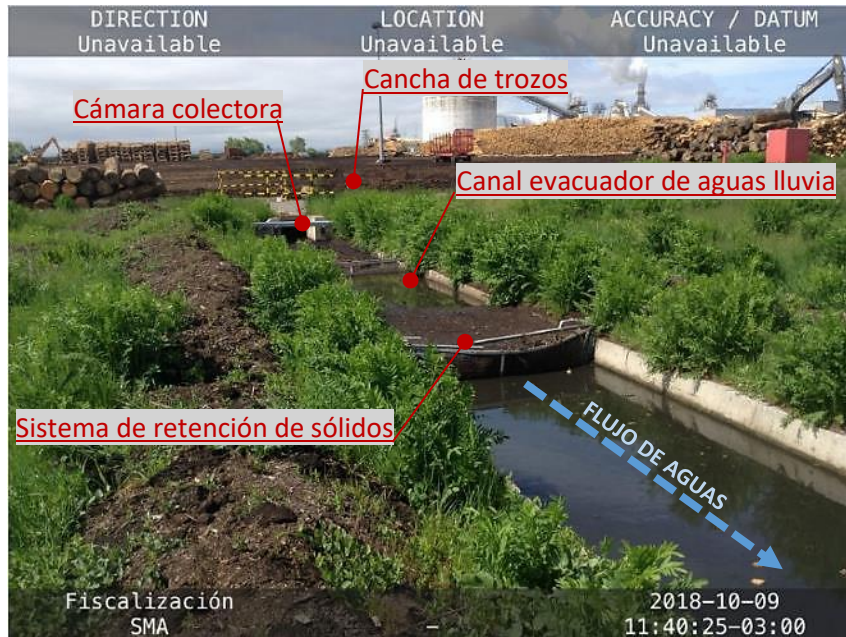 DIRECTION
Unavailable
LOCATION
Unavailable
ACCURACY / DATUM
Unavailable
Cancha de trozos
Cámara colectora
Canal evacuador de aguas lluvia
Sistema de retención de sólidos
FLUJO DE AGUAS
Fiscalización
SMA
–
2018–10–09
11:40:25–03:00